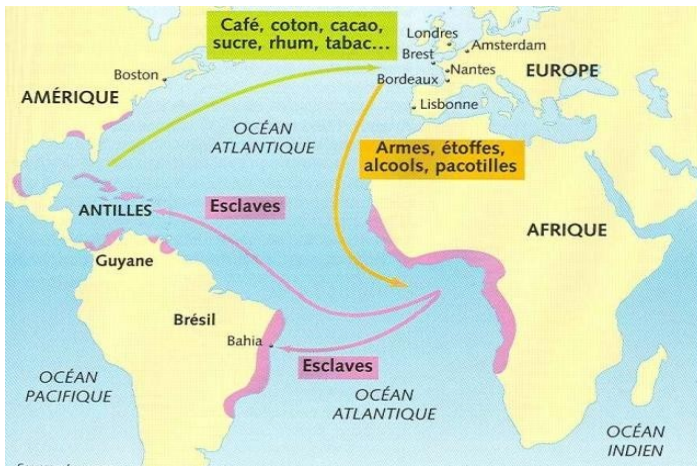 Café, coton, cacao,
sucre, rhum, tabac...
Londres
Amsterdam
Brest
Boston
Nantes
Bordeaux
EUROPE
AMÉRIQUE
Lisbonne
OCÉAN
ATLANTIQUE
Armes, étoffes,
alcools, pacotilles
Esclaves
ANTILLES
AFRIQUE
Guyane
Brésil
Bahia
Esclaves
OCÉAN
PACIFIQUE
OCÉAN
ATLANTIQUE
OCÉAN
INDIEN